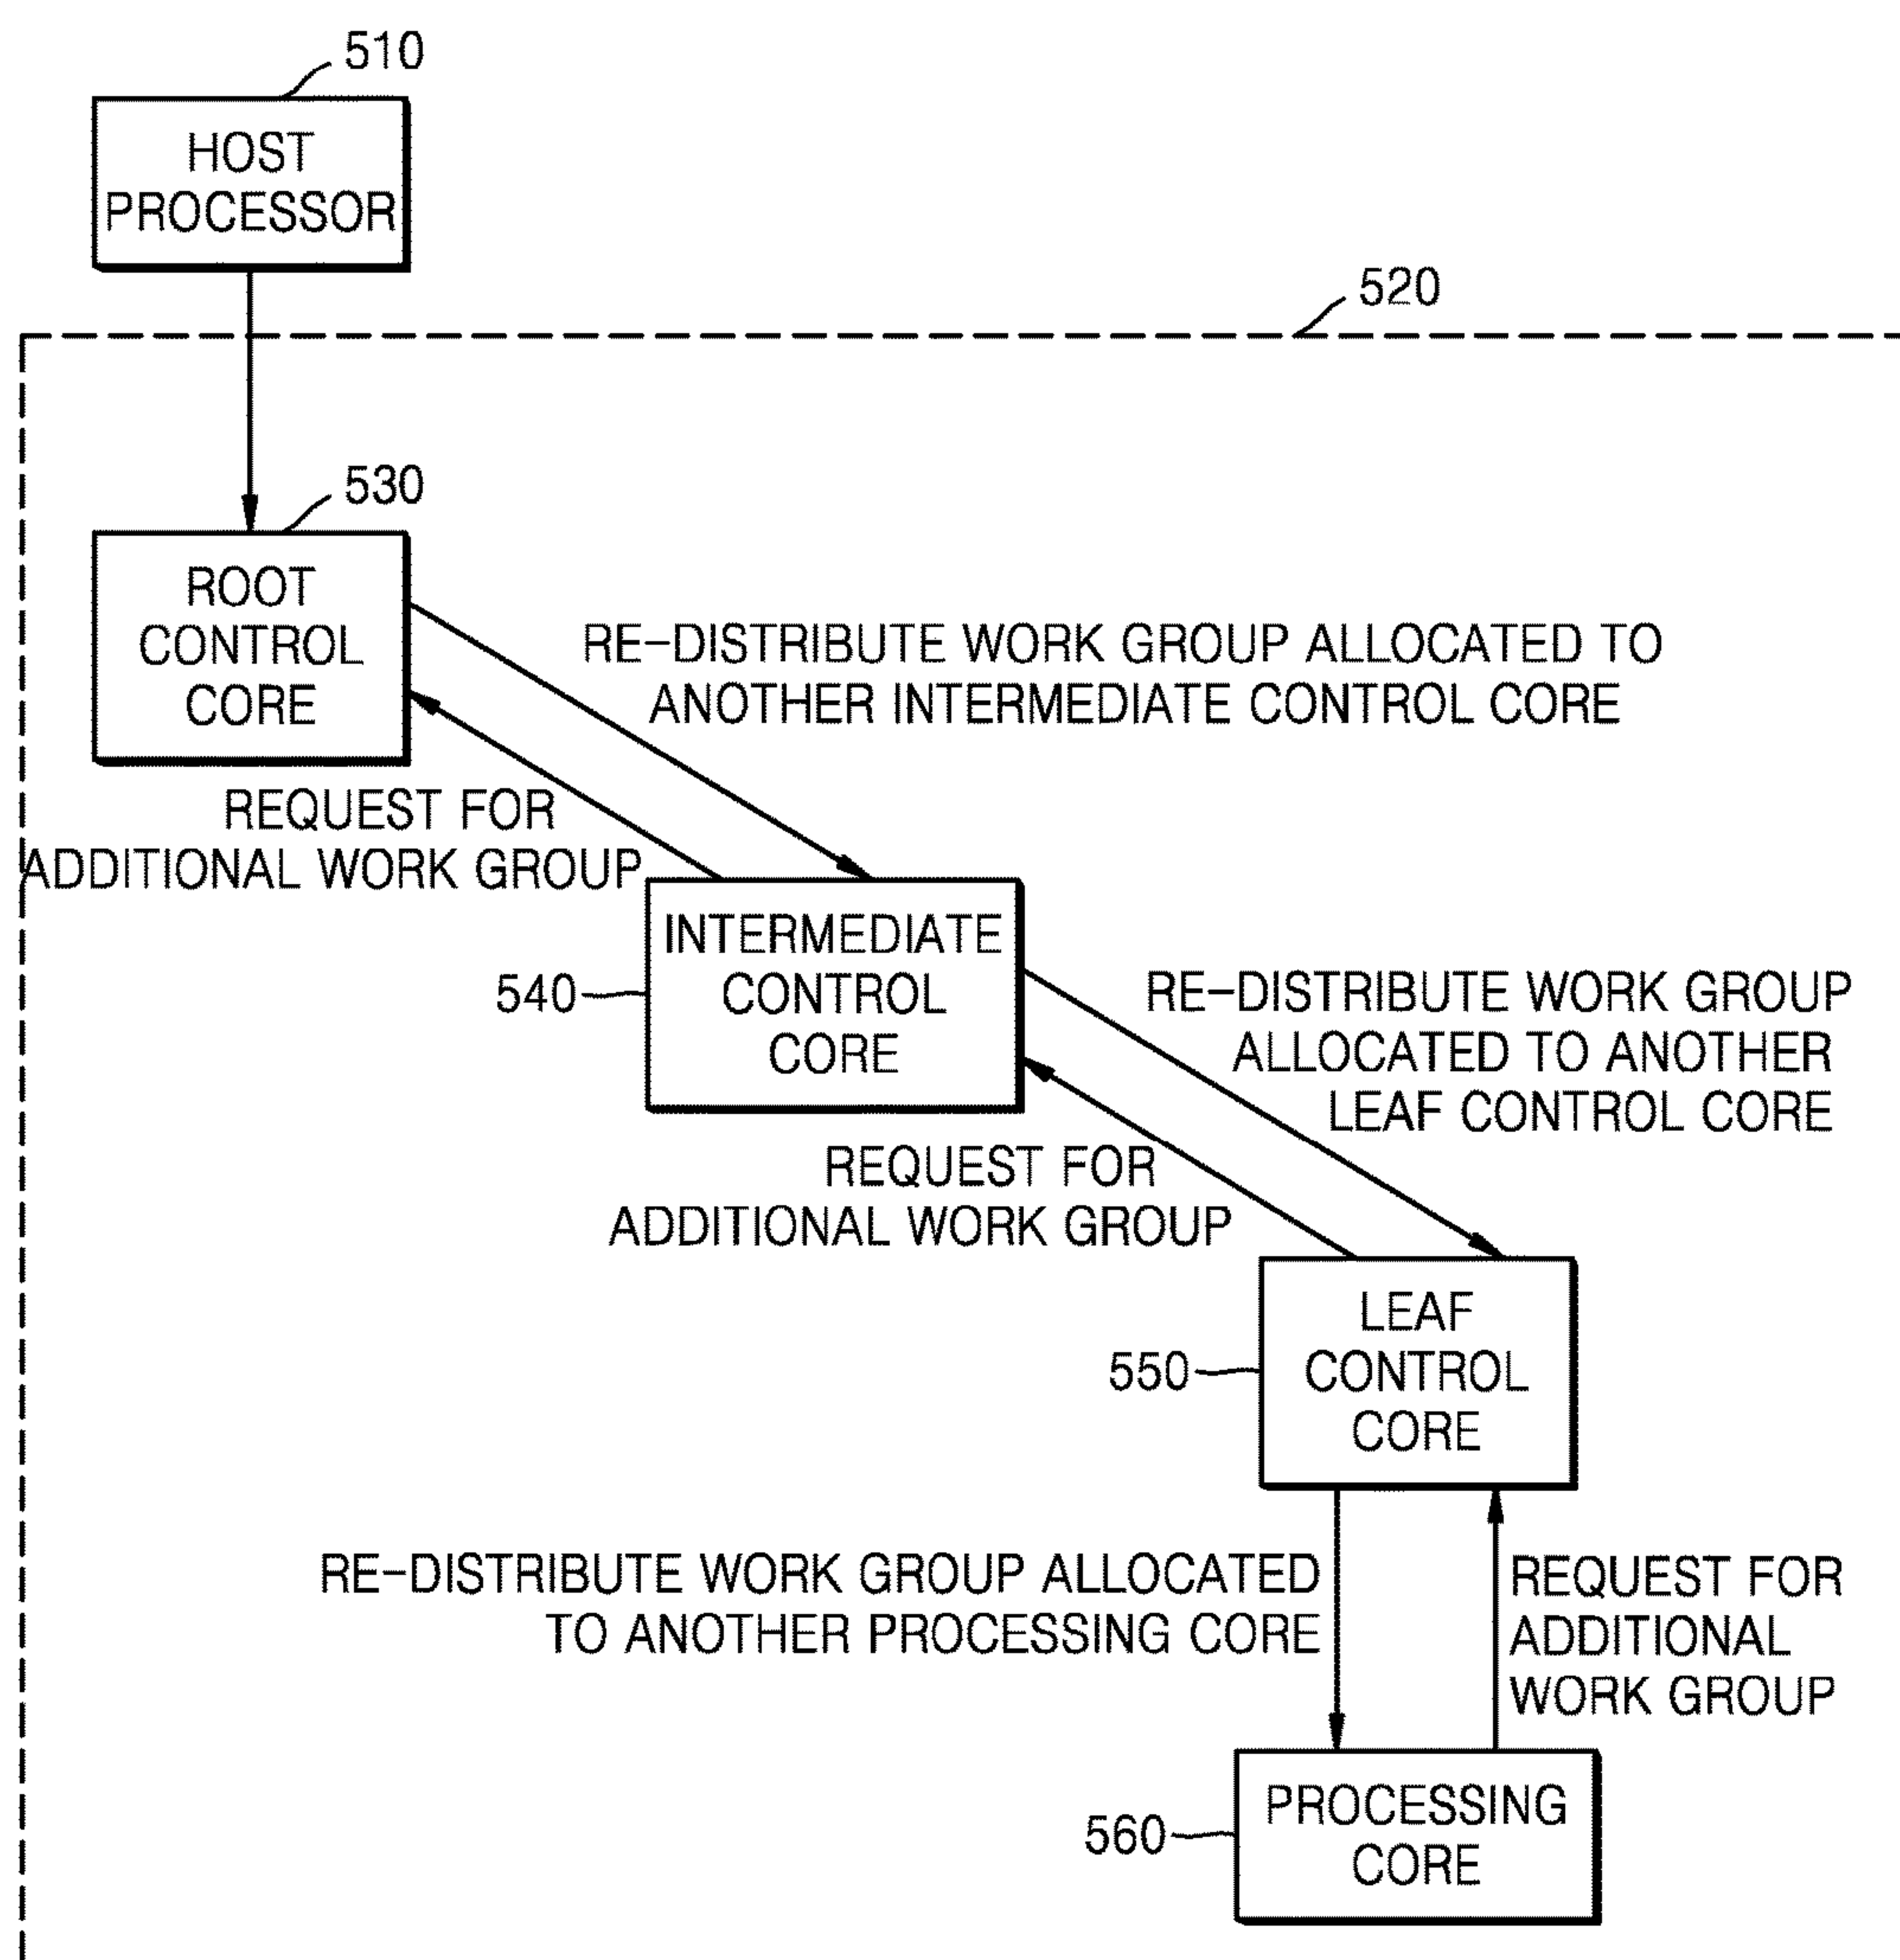 510
HOST
PROCESSOR
520
530
ROOT
CONTROL
CORE
RE-DISTRIBUTE WORK GROUP ALLOCATED TO
ANOTHER INTERMEDIATE CONTROL CORE
REQUEST FOR
ADDITIONAL WORK GROUP
540
INTERMEDIATE
CONTROL
CORE
RE-DISTRIBUTE WORK GROUP
ALLOCATED TO ANOTHER
LEAF CONTROL CORE
REQUEST FOR
ADDITIONAL WORK GROUP
550
LEAF
CONTROL
CORE
RE-DISTRIBUTE WORK GROUP ALLOCATED
TO ANOTHER PROCESSING CORE
REQUEST FOR
ADDITIONAL
WORK GROUP
560
PROCESSING
CORE